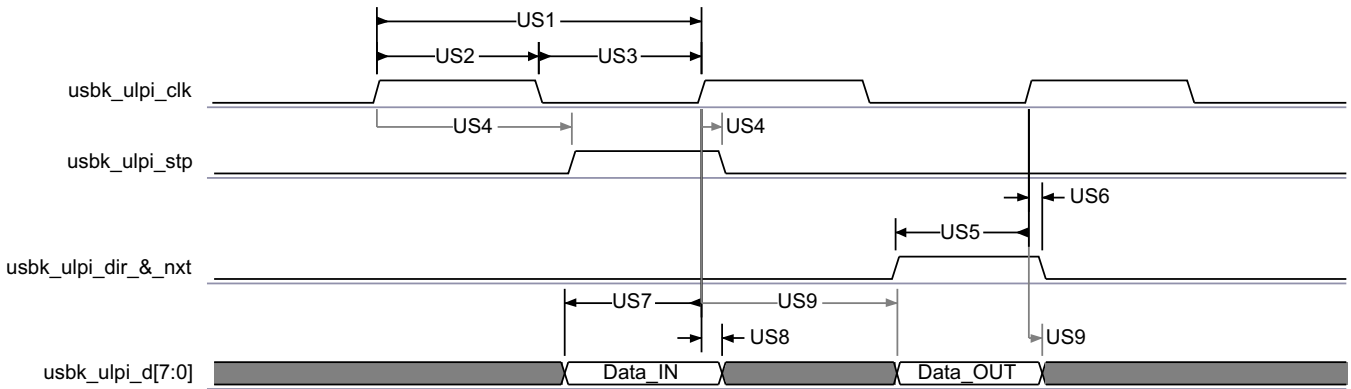 US1
US2 US3
usbk_ulpi_clk
US4 US4
usbk_ulpi_stp
US6
US5
usbk_ulpi_dir_&_nxt
US7 US9
US8 US9
usbk_ulpi_d[7:0] Data_IN Data_OUT